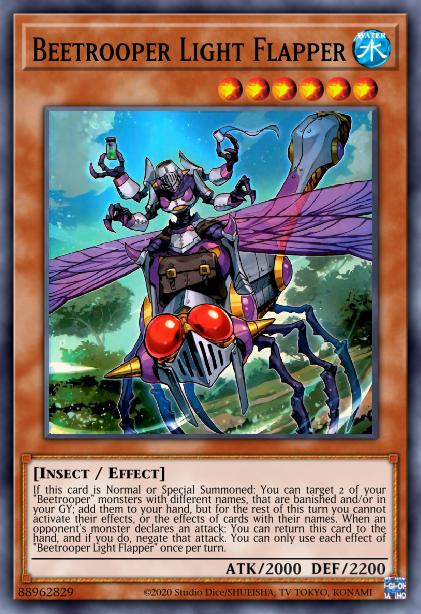 BEETROOPER LIGHT FLAPPER
WATER
水
[INSECT / EFFECT]
If this card is Normal or Special Summoned: You can target 2 of your
"Beetrooper" monsters with different names, that are banished and/or in
your GY; add them to your hand, but for the rest of this turn you cannot
activate their effects, or the effects of cards with their names. When an
opponent's monster declares an attack: You can return this card to the
hand, and if you do, negate that attack. You can only use each effect of
"Beetrooper Light Flapper" once per turn.
ATK/2000 DEF/2200
88962829
©2020 Studio Dice/SHUEISHA, TV TOKYO, KONAMI